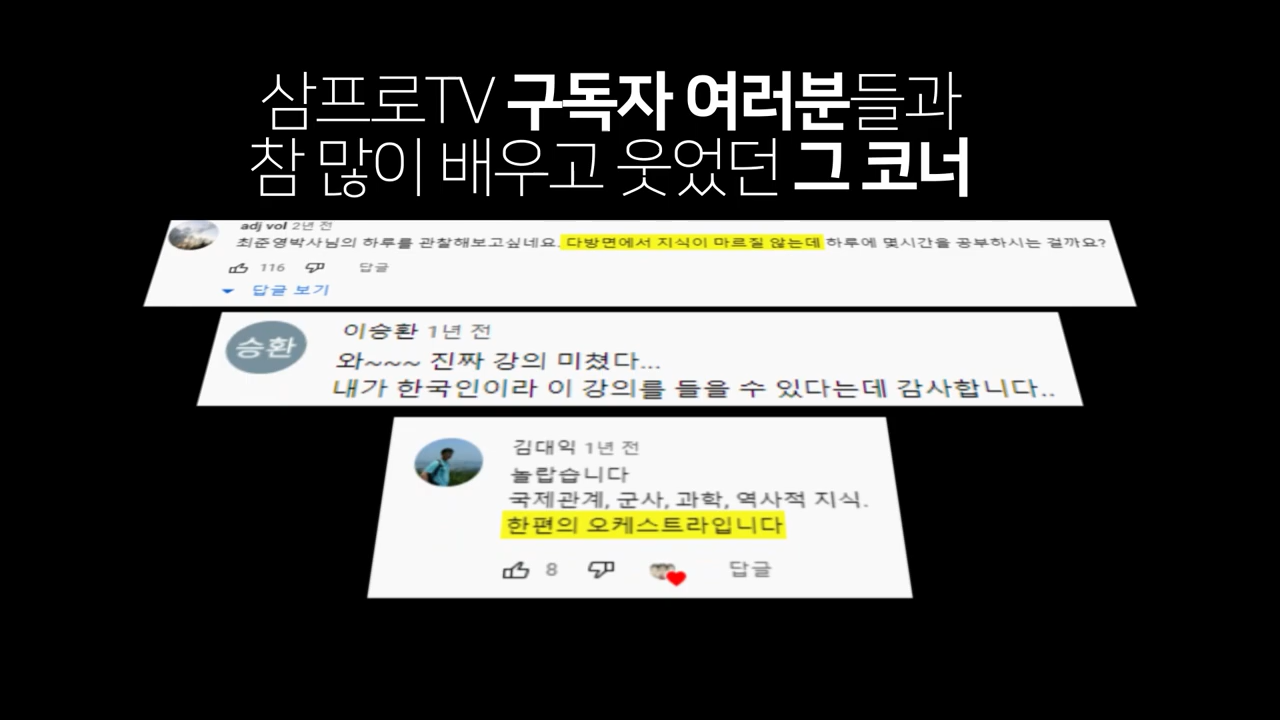 삼프로TV 구독자 여러분들과
참 많이 배우고 웃었던 그 코너
adj vol 2년 전
최준영박사님의 하루를 관찰해보고싶네요. 다방면에서 지식이 마르질 않는데 하루에 몇시간을 공부하시는 걸까요?
116 답글
답글 보기
승환
이승환 1년 전
와~~~ 진짜 강의 미쳤다...
내가 한국인이라 이 강의를 들을 수 있다는데 감사합니다..
김대익 1년 전
놀랍습니다
국제관계, 군사, 과학, 역사적 지식.
한편의 오케스트라입니다
8 답글